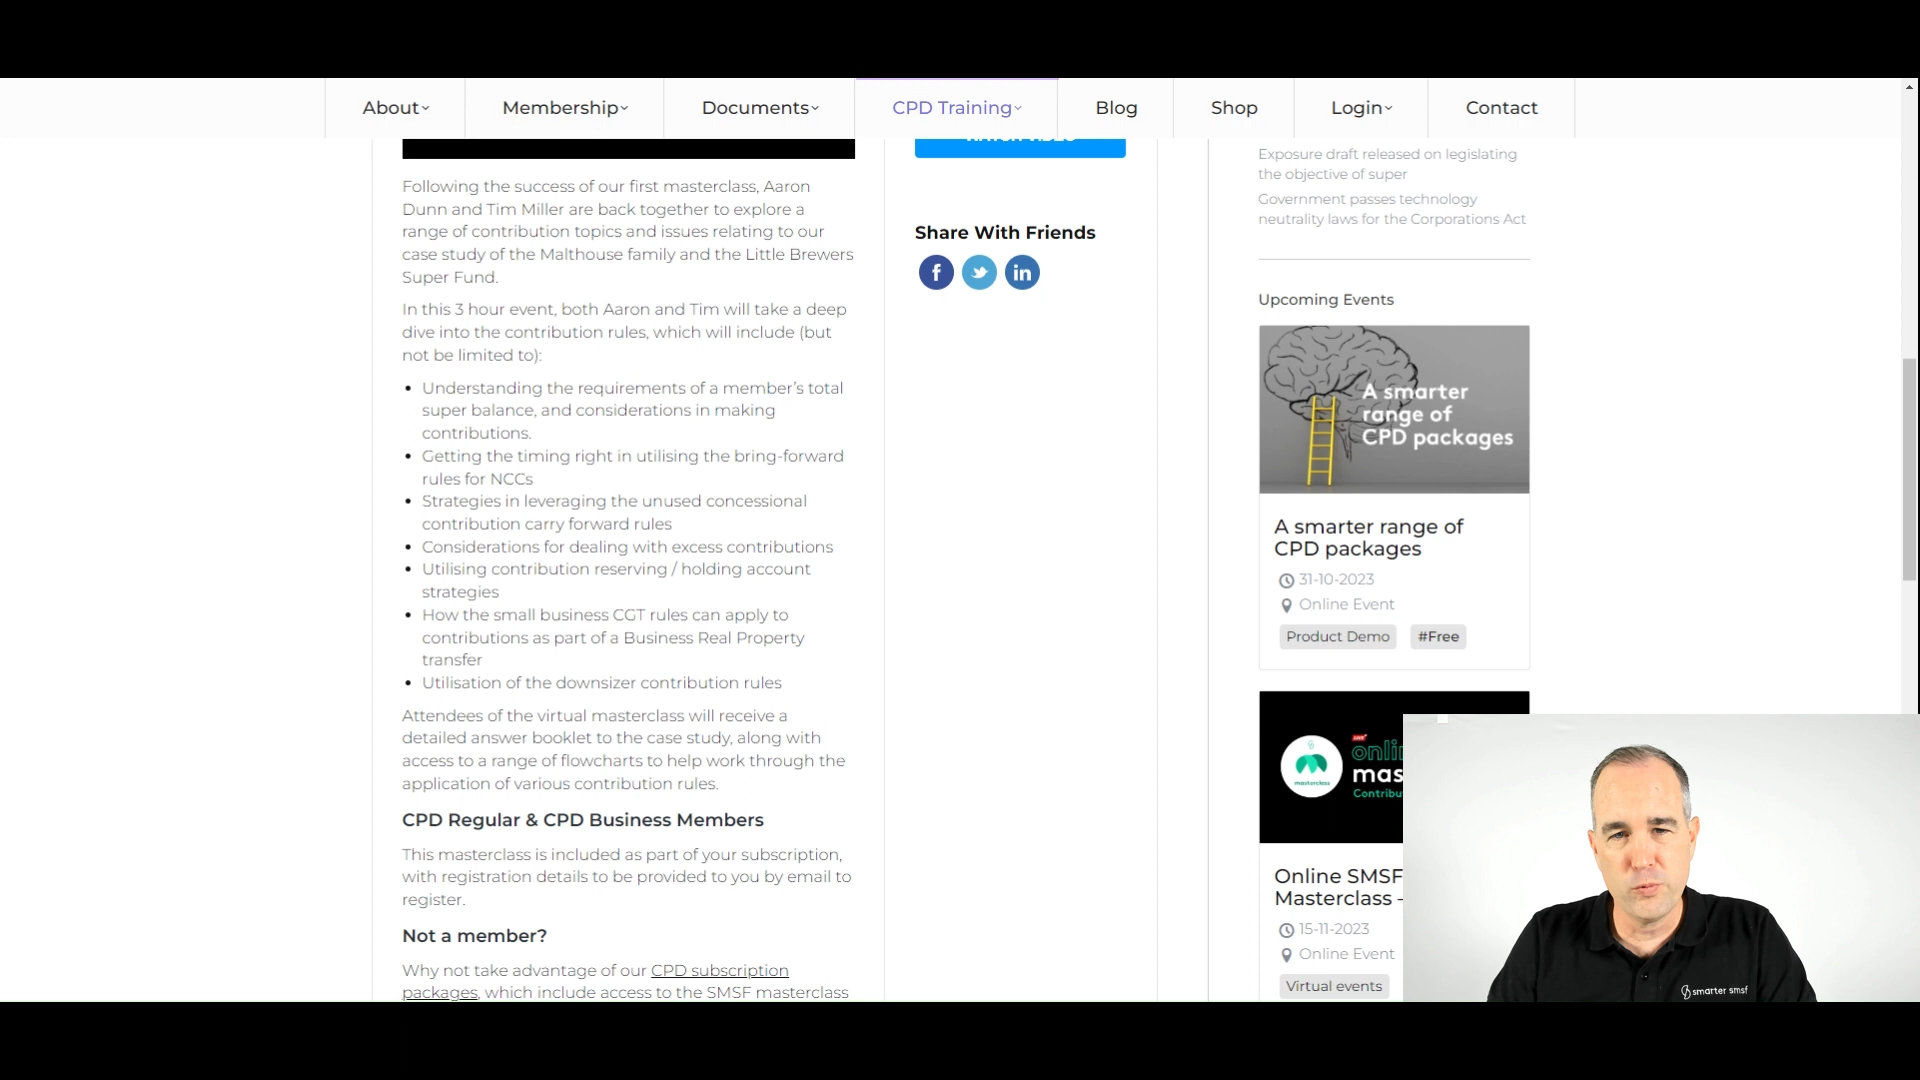 About
Membership
Documents
CPD Training
Blog
Shop
Login
Contact
Following the success of our first masterclass, Aaron
Dunn and Tim Miller are back together to explore a
range of contribution topics and issues relating to our
case study of the Malthouse family and the Little Brewers
Super Fund.
In this 3 hour event, both Aaron and Tim will take a deep
dive into the contribution rules, which will include (but
not be limited to):
Understanding the requirements of a member's total
super balance, and considerations in making
contributions.
Getting the timing right in utilising the bring-forward
rules for NCCs
Strategies in leveraging the unused concessional
contribution carry forward rules
Considerations for dealing with excess contributions
Utilising contribution reserving / holding account
strategies
How the small business CGT rules can apply to
contributions as part of a Business Real Property
transfer
Utilisation of the downsizer contribution rules
Attendees of the virtual masterclass will receive a
detailed answer booklet to the case study, along with
access to a range of flowcharts to help work through the
application of various contribution rules.
CPD Regular & CPD Business Members
This masterclass is included as part of your subscription,
with registration details to be provided to you by email to
register.
Not a member?
Why not take advantage of our CPD subscription
packages, which include access to the SMSF masterclass
Share With Friends
Exposure draft released on legislating
the objective of super
Government passes technology
neutrality laws for the Corporations Act
Upcoming Events
A smarter
range of
CPD packages
A smarter range of
CPD packages
31-10-2023
Online Event
Product Demo
#Free
masterclass
Online SMSF
Masterclass -
15-11-2023
Online Event
Virtual events
smarter smsf